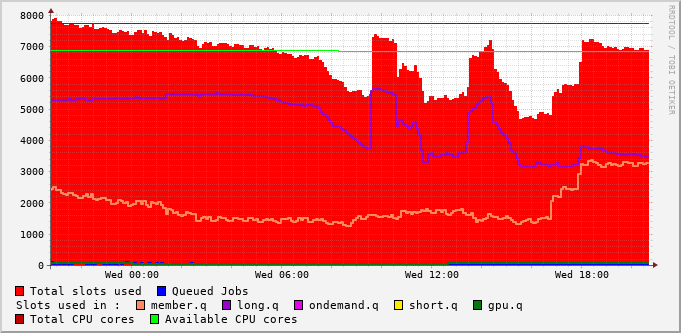 8000
7000
6000
5000
4000
3000
2000
1000
0
Wed 00:00 Wed 06:00 Wed 12:00 Wed 18:00
RRDTOOL / TOBI OETIKER
Total slots used Queued Jobs
Slots used in : member.q long.q ondemand.q short.q gpu.q
Total CPU cores Available CPU cores